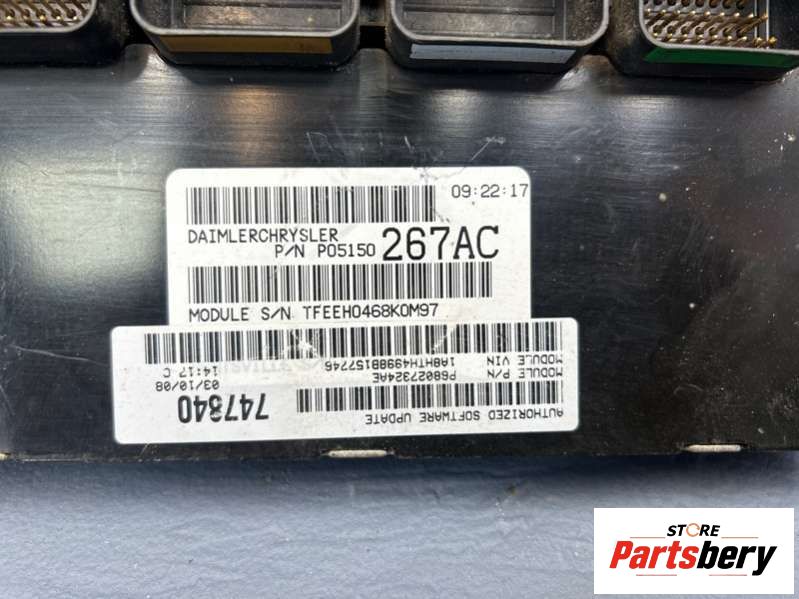 09:22:17
DAIMLERCHRYSLER
P/N P05150 267AC
MODULE S/N TFEEH0468K0M97
AUTHORIZED SOFTWARE UPDATE
MODULE P/N P68027324AE
MODULE VIN 1A8HTH4998B157746
747840
03/10/08
14:17 C
STORE
Partsbery